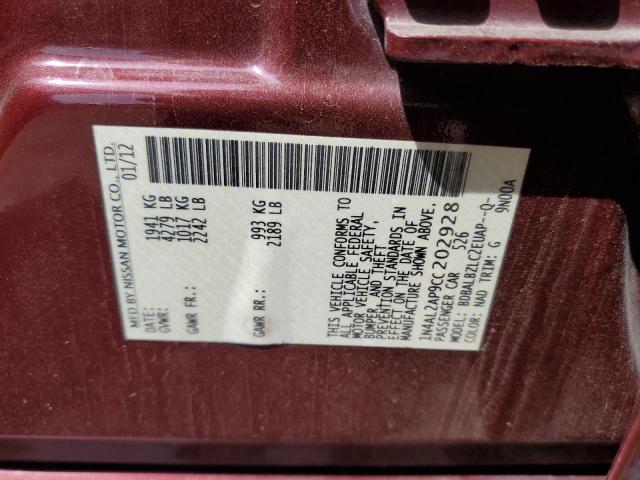 MFD BY NISSAN MOTOR CO., LTD.
DATE: 01/12
GVWR: 1941 KG
4279 LB
GAWR FR: 1017 KG
2242 LB
GAWR RR: 993 KG
2189 LB
THIS VEHICLE CONFORMS TO
ALL APPLICABLE FEDERAL
MOTOR VEHICLE SAFETY,
BUMPER, AND THEFT
PREVENTION STANDARDS IN
EFFECT ON THE DATE OF
MANUFACTURE SHOWN ABOVE.
1N4AL2AP9CC202928
PASSENGER CAR 526
MODEL: BDBALBZLCZEUAP--Q-
COLOR: NAD TRIM: G 9N00A